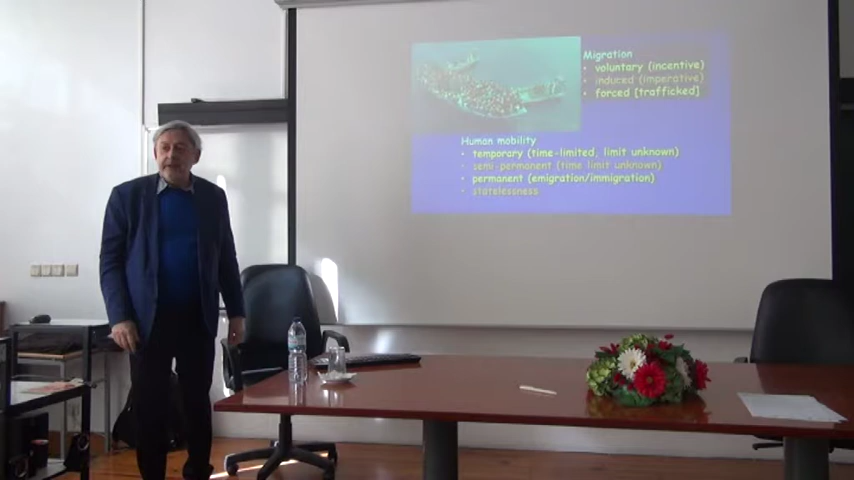 Migration
• voluntary (incentive)
• induced (imperative)
• forced [trafficked]
Human mobility
• temporary (time-limited, limit unknown)
• semi-permanent (time limit unknown)
• permanent (emigration/immigration)
• statelessness